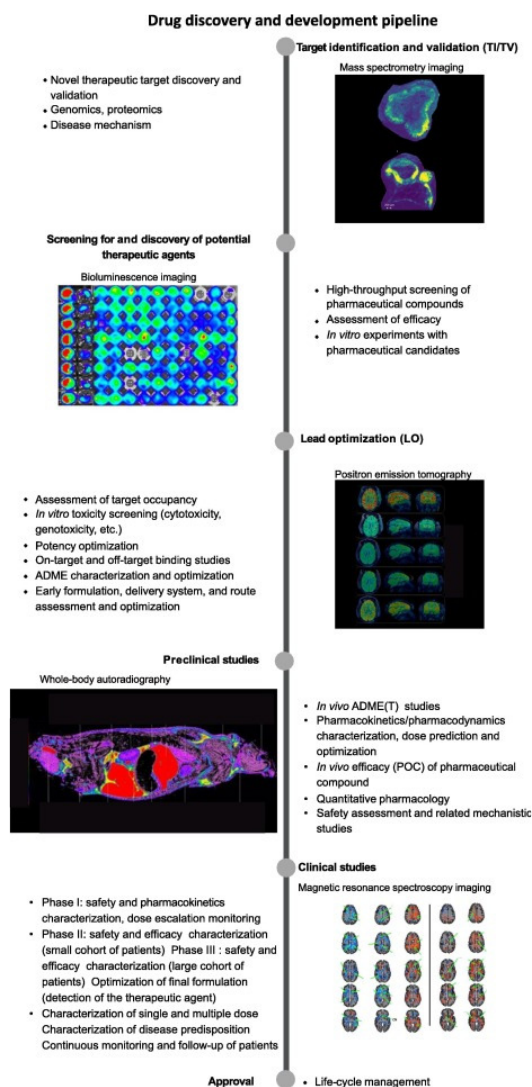 Drug discovery and development pipeline
Target identification and validation (TI/TV)
Mass spectrometry imaging
• Novel therapeutic target discovery and
validation
• Genomics, proteomics
• Disease mechanism
Screening for and discovery of potential
therapeutic agents
Bioluminescence imaging
• High-throughput screening of
pharmaceutical compounds
• Assessment of efficacy
• In vitro experiments with
pharmaceutical candidates
Lead optimization (LO)
Positron emission tomography
• Assessment of target occupancy
• In vitro toxicity screening (cytotoxicity,
genotoxicity, etc.)
• Potency optimization
• On-target and off-target binding studies
• ADME characterization and optimization
• Early formulation, delivery system, and route
assessment and optimization
Preclinical studies
Whole-body autoradiography
• In vivo ADME(T) studies
• Pharmacokinetics/pharmacodynamics
characterization, dose prediction and
optimization
• In vivo efficacy (POC) of pharmaceutical
compound
• Quantitative pharmacology
• Safety assessment and related mechanistic
studies
Clinical studies
Magnetic resonance spectroscopy imaging
• Phase I: safety and pharmacokinetics
characterization, dose escalation monitoring
• Phase II: safety and efficacy characterization
(small cohort of patients) Phase III : safety and
efficacy characterization (large cohort of
patients) Optimization of final formulation
(detection of the therapeutic agent)
• Characterization of single and multiple dose
Characterization of disease predisposition
Continuous monitoring and follow-up of patients
Approval
• Life-cycle management